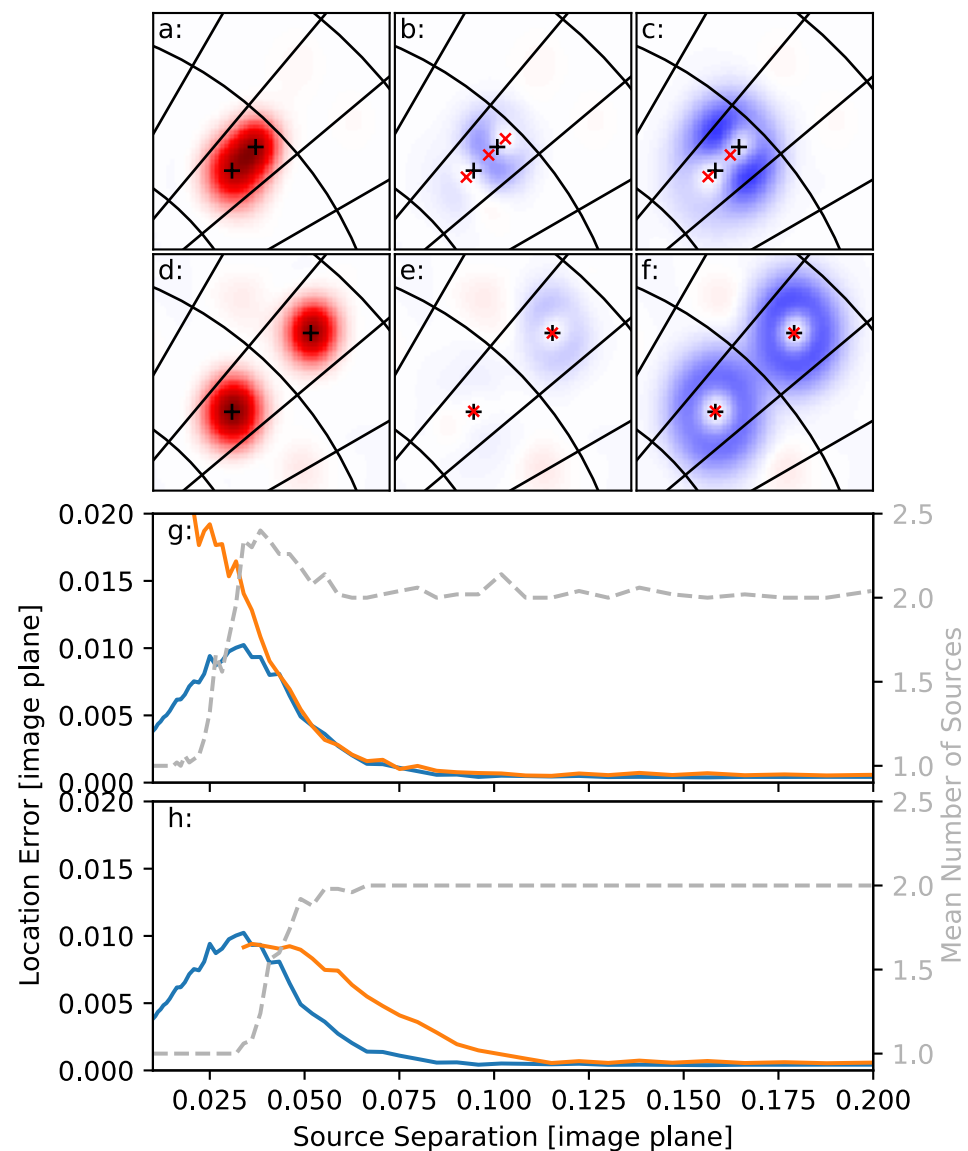 a:
b:
c:
d:
e:
f:
g:
0.020
0.015
0.010
0.005
0.000
2.5
2.0
1.5
1.0
h:
0.020
0.015
0.010
0.005
0.000
2.5
2.0
1.5
1.0
Location Error [image plane]
Mean Number of Sources
0.025 0.050 0.075 0.100 0.125 0.150 0.175 0.200
Source Separation [image plane]